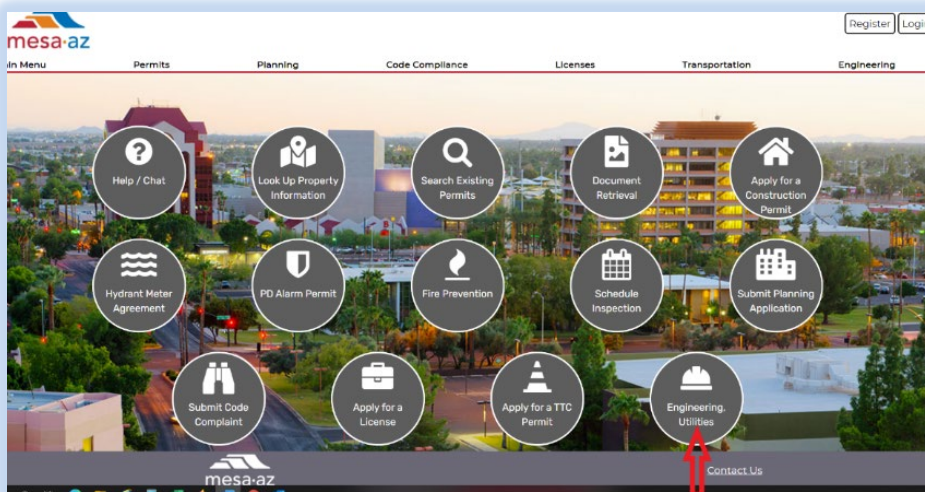 mesa·az
Register Login
in Menu Permits Planning Code Compliance Licenses Transportation Engineering
Help / Chat
Look Up Property
Information
Search Existing
Permits
Document
Retrieval
Apply for a
Construction
Permit
Hydrant Meter
Agreement
PD Alarm Permit
Fire Prevention
Schedule
Inspection
Submit Planning
Application
Submit Code
Complaint
Apply for a
License
Apply for a TTC
Permit
Engineering,
Utilities
mesa·az
Contact Us